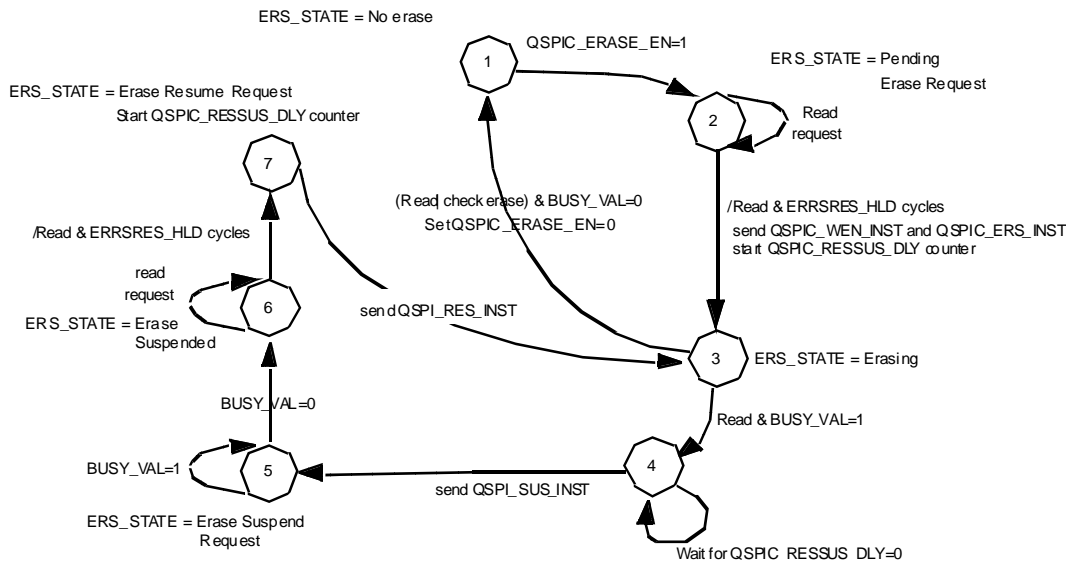 ERS_STATE = No erase
1
QSPIC_ERASE_EN=1
ERS_STATE = Pending
Erase Request
2
Read
request
ERS_STATE = Erase Resume Request
Start QSPIC_RESSUS_DLY counter
7
(Read| check erase) & BUSY_VAL=0
Set QSPIC_ERASE_EN=0
/Read & ERRSRES_HLD cycles
send QSPIC_WEN_INST and QSPIC_ERS_INST
start QSPIC_RESSUS_DLY counter
/Read & ERRSRES_HLD cycles
read
request
6
ERS_STATE = Erase
Suspended
send QSPI_RES_INST
3
ERS_STATE = Erasing
BUSY_VAL=0
Read & BUSY_VAL=1
BUSY_VAL=1
5
4
send QSPI_SUS_INST
ERS_STATE = Erase Suspend
Request
Wait for QSPIC_RESSUS_DLY=0